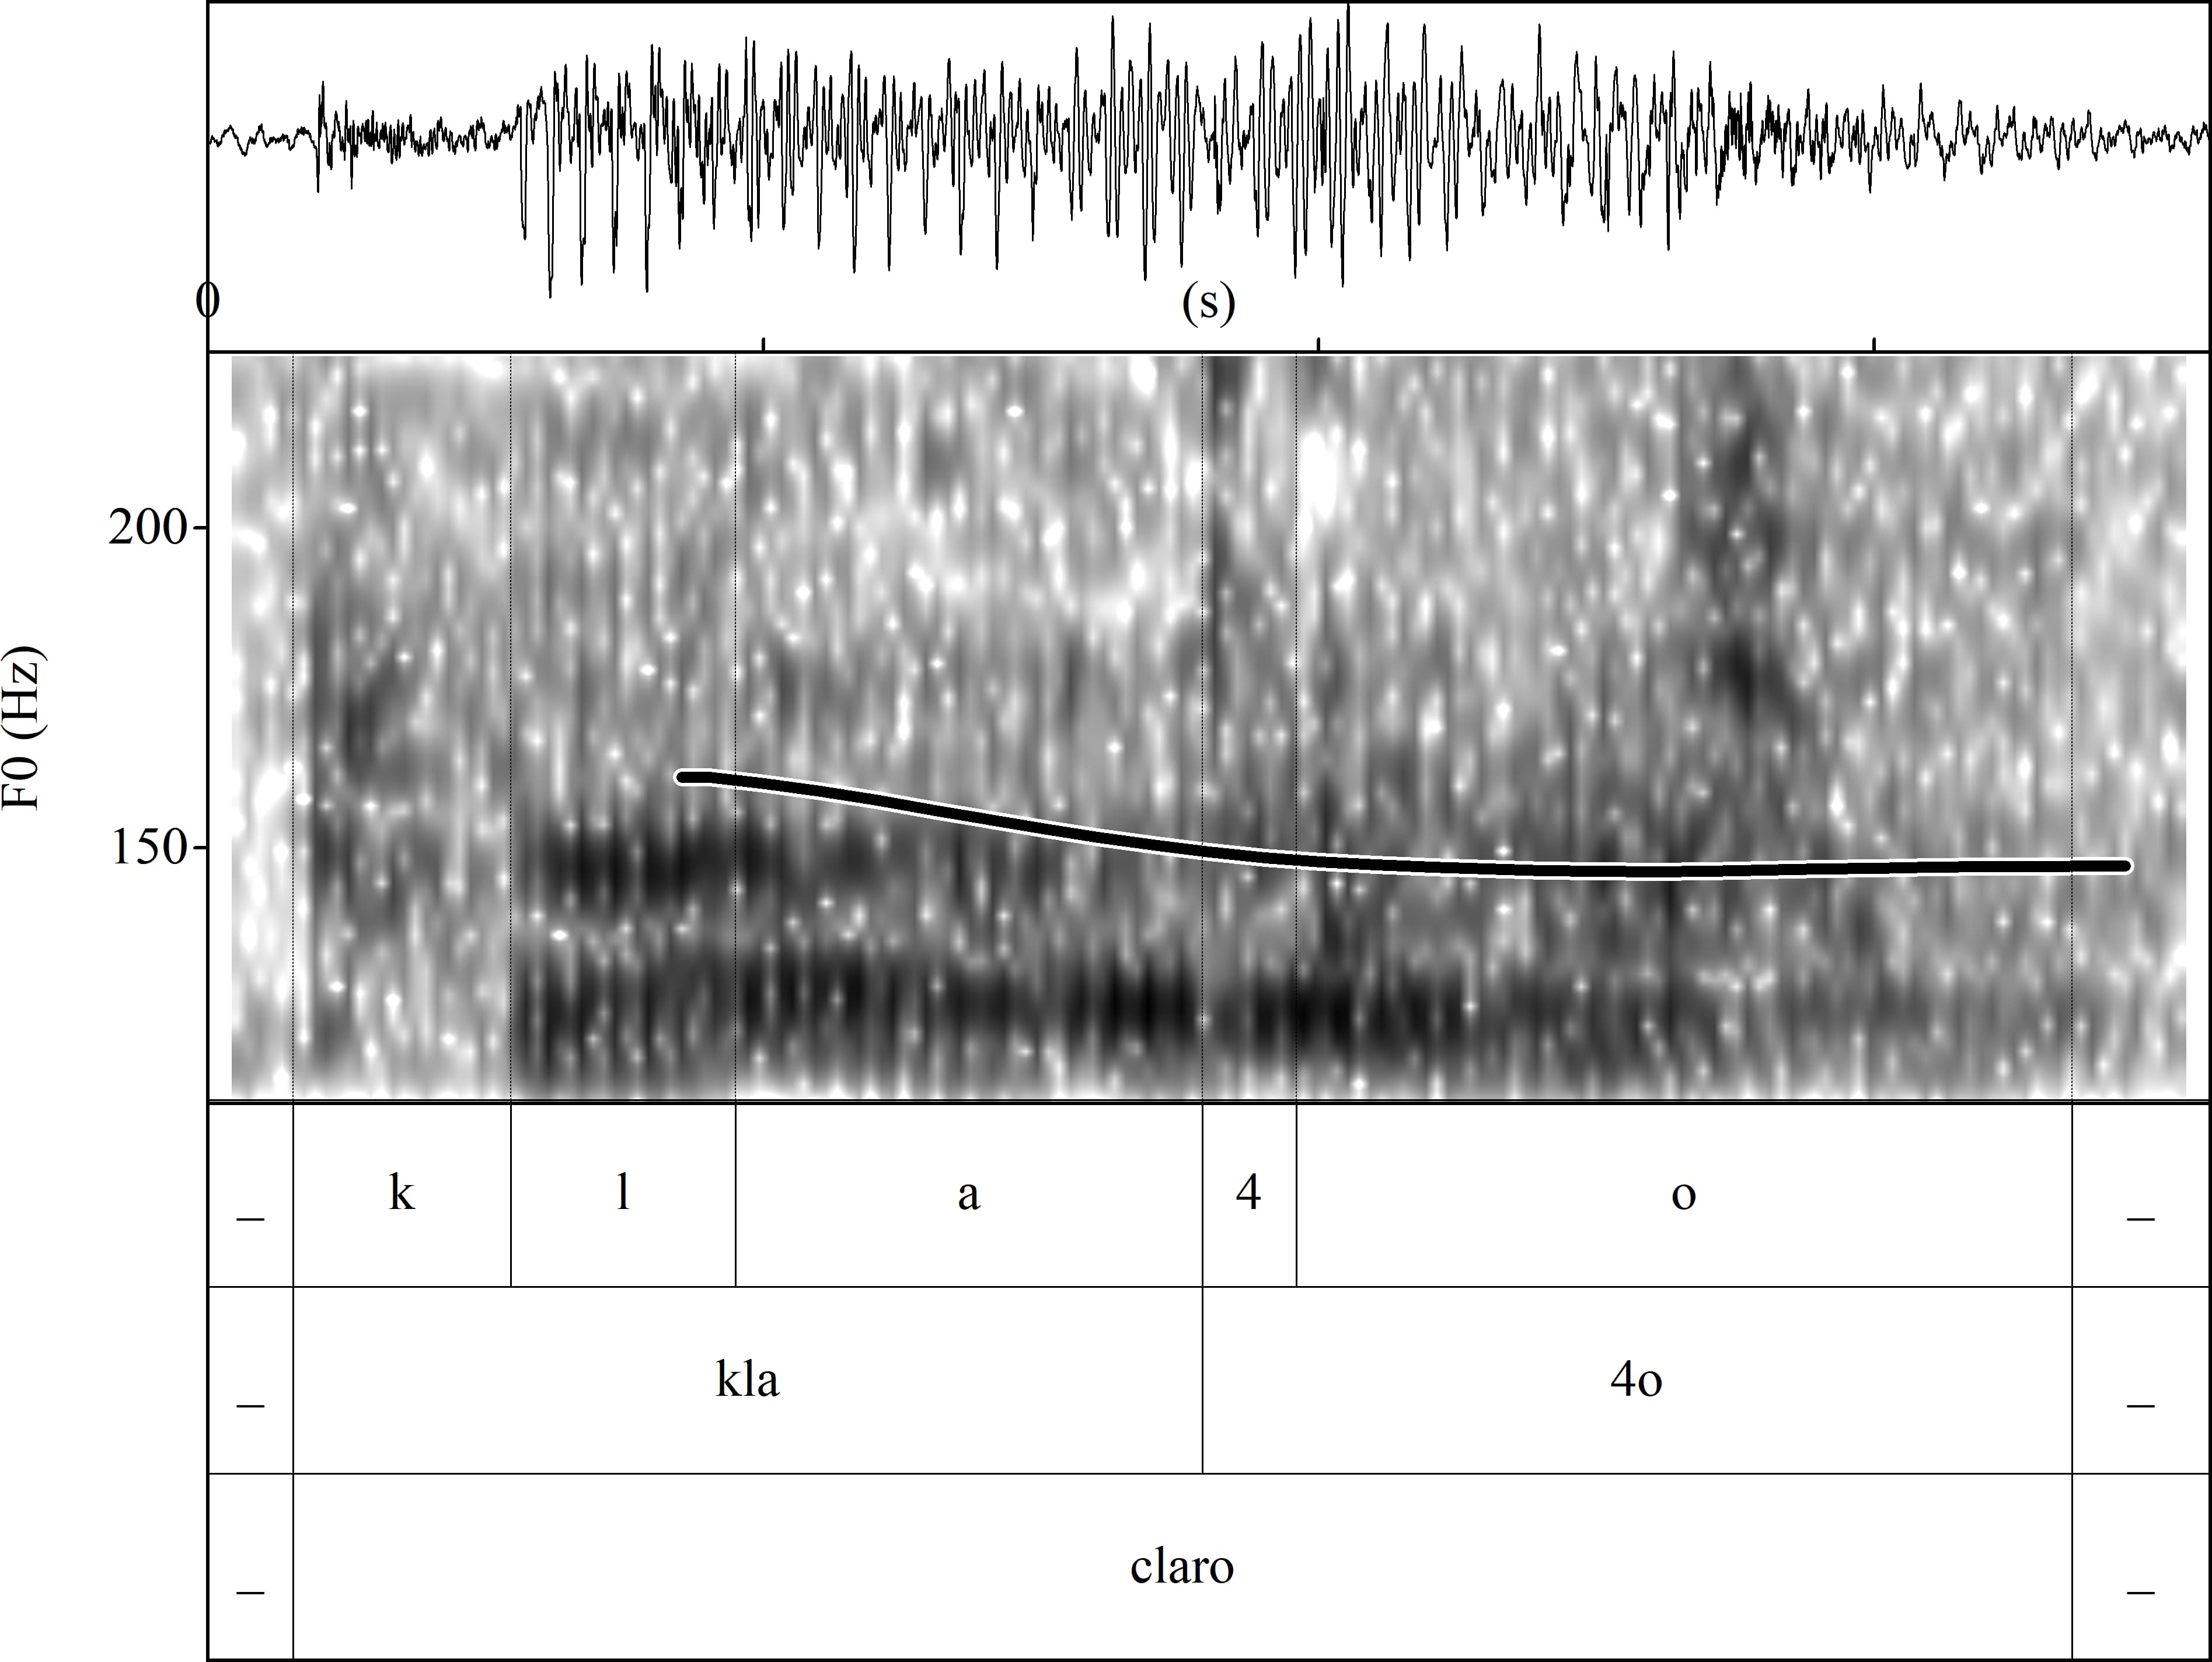 0 (s)
200
150
F0 (Hz)
_ k l a 4 o _
_ kla 4o _
_ claro _